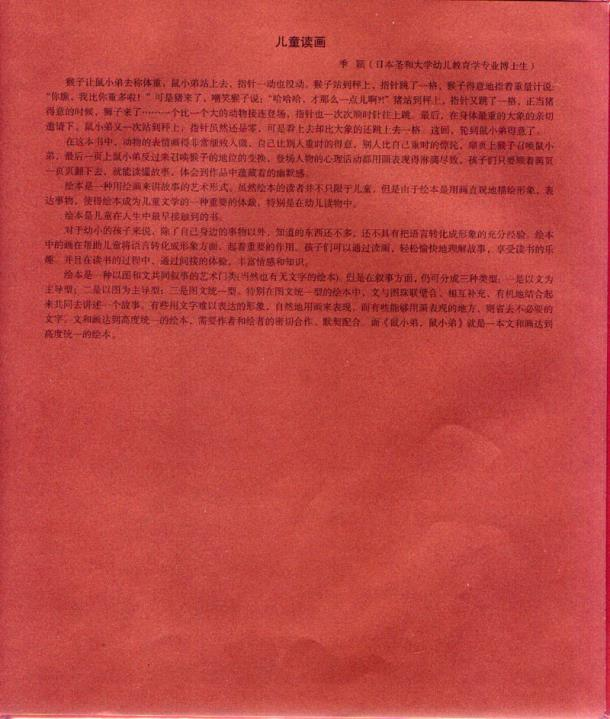 儿童读画
季 颖（日本圣和大学幼儿教育学专业博士生）
猴子让鼠小弟去称体重，鼠小弟站上去，指针一动也没动。猴子站到秤上，指针跳了一格，猴子得意地指着重量计说：
“你瞧，我比你重多啦！”可是猪来了，嘲笑猴子说：“哈哈哈，才那么一点儿啊?!”猪站到秤上，指针又跳了一格，正当猪
得意的时候，狮子来了………一个比一个大的动物接连登场，指针也一次次顺时针往上跳。最后，在身体最重的大象的亲切
邀请下，鼠小弟又一次站到秤上，指针虽然还是零，可是看上去却比大象的还跳上去一格。这回，轮到鼠小弟得意了。
在这本书中，动物的表情画得非常细致入微，自己比别人重时的得意，别人比自己重时的惊诧，扉页上猴子召唤鼠小
弟，最后一页上鼠小弟反过来召唤猴子的地位的变换，登场人物的心理活动都用画表现得淋漓尽致，孩子们只要顺着画页
一页页翻下去，就能读懂故事，体会到作品中蕴藏着的幽默感。
绘本是一种用绘画来讲故事的艺术形式。虽然绘本的读者并不只限于儿童，但是由于绘本是用画直观地描绘形象，表
达事物，使得绘本成为儿童文学的一种重要的体裁，特别是在幼儿读物中。
绘本是儿童在人生中最早接触到的书。
对于幼小的孩子来说，除了自己身边的事物以外，知道的东西还不多，还不具有把语言转化成形象的充分经验。绘本
中的画在帮助儿童将语言转化成形象方面，起着重要的作用。孩子们可以通过读画，轻松愉快地理解故事，享受读书的乐
趣，并且在读书的过程中，通过间接的体验，丰富情感和知识。
绘本是一种以图和文共同叙事的艺术门类(当然也有无文字的绘本)。但是在叙事方面，仍可分成三种类型：一是以文为
主导型；二是以图为主导型；三是图文统一型。特别在图文统一型的绘本中，文与图珠联璧合、相互补充、有机地结合起
来共同去讲述一个故事。有些用文字难以表达的形象，自然地用画来表现，而有些能够用画表现的地方，则省去不必要的
文字。文和画达到高度统一的绘本，需要作者和绘者的密切合作、默契配合。而《鼠小弟，鼠小弟》就是一本文和画达到
高度统一的绘本。